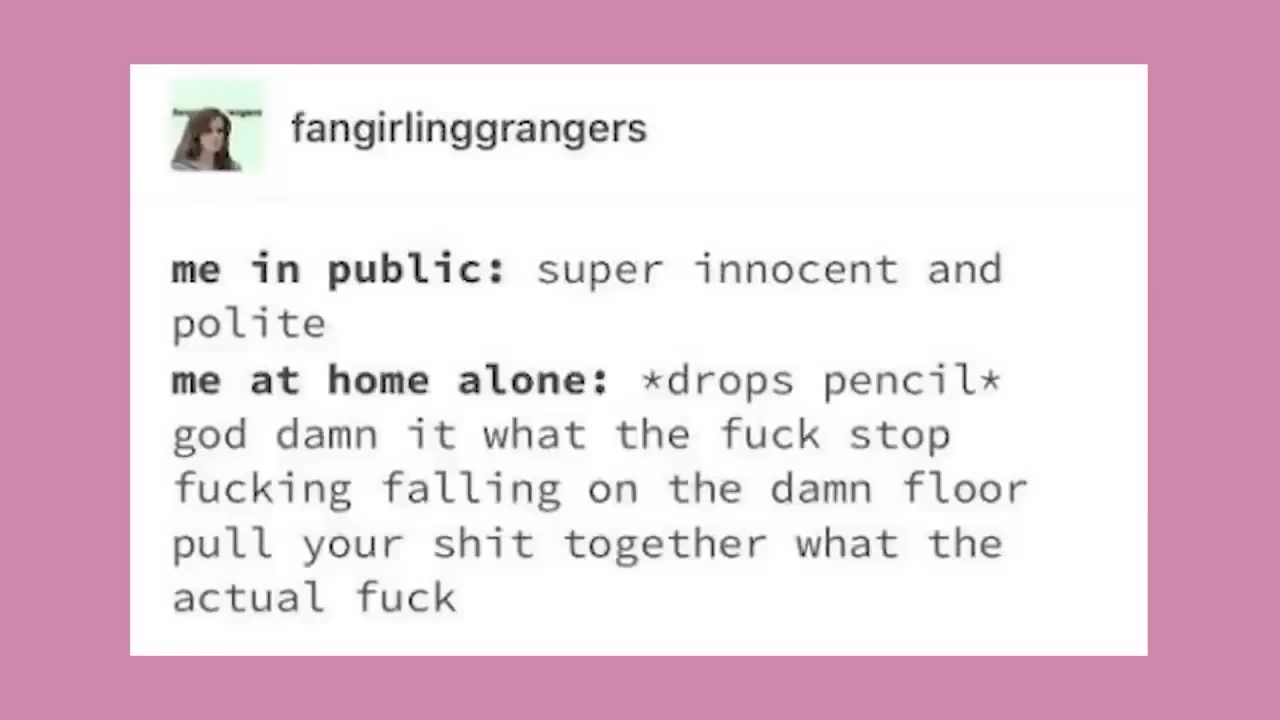 fangirlinggrangers
me in public: super innocent and
polite
me at home alone: *drops pencil*
god damn it what the fuck stop
fucking falling on the damn floor
pull your shit together what the
actual fuck